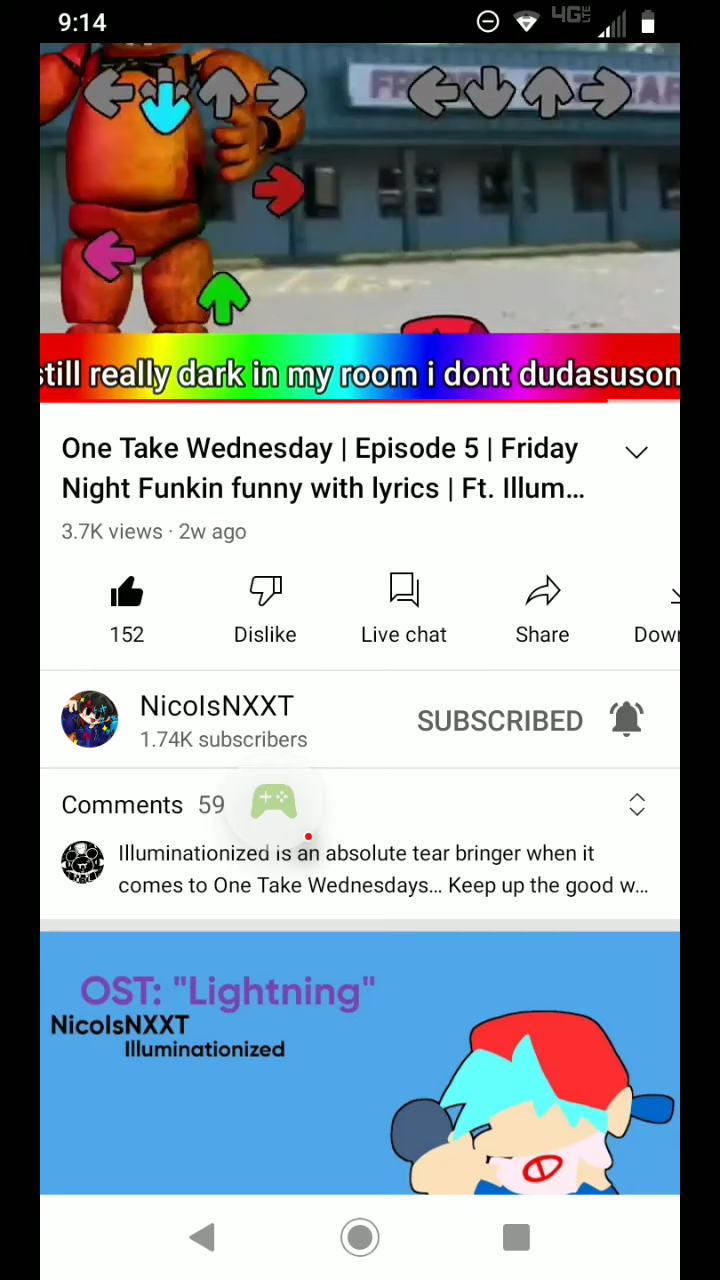 9:14
4G LTE
FR
EAR
still really dark in my room i dont dudasuson
One Take Wednesday | Episode 5 | Friday
Night Funkin funny with lyrics | Ft. Illum...
3.7K views · 2w ago
152
Dislike
Live chat
Share
Down
NicoIsNXXT
SUBSCRIBED
1.74K subscribers
Comments 59
Illuminationized is an absolute tear bringer when it
comes to One Take Wednesdays... Keep up the good w...
OST: "Lightning"
NicoIsNXXT
Illuminationized